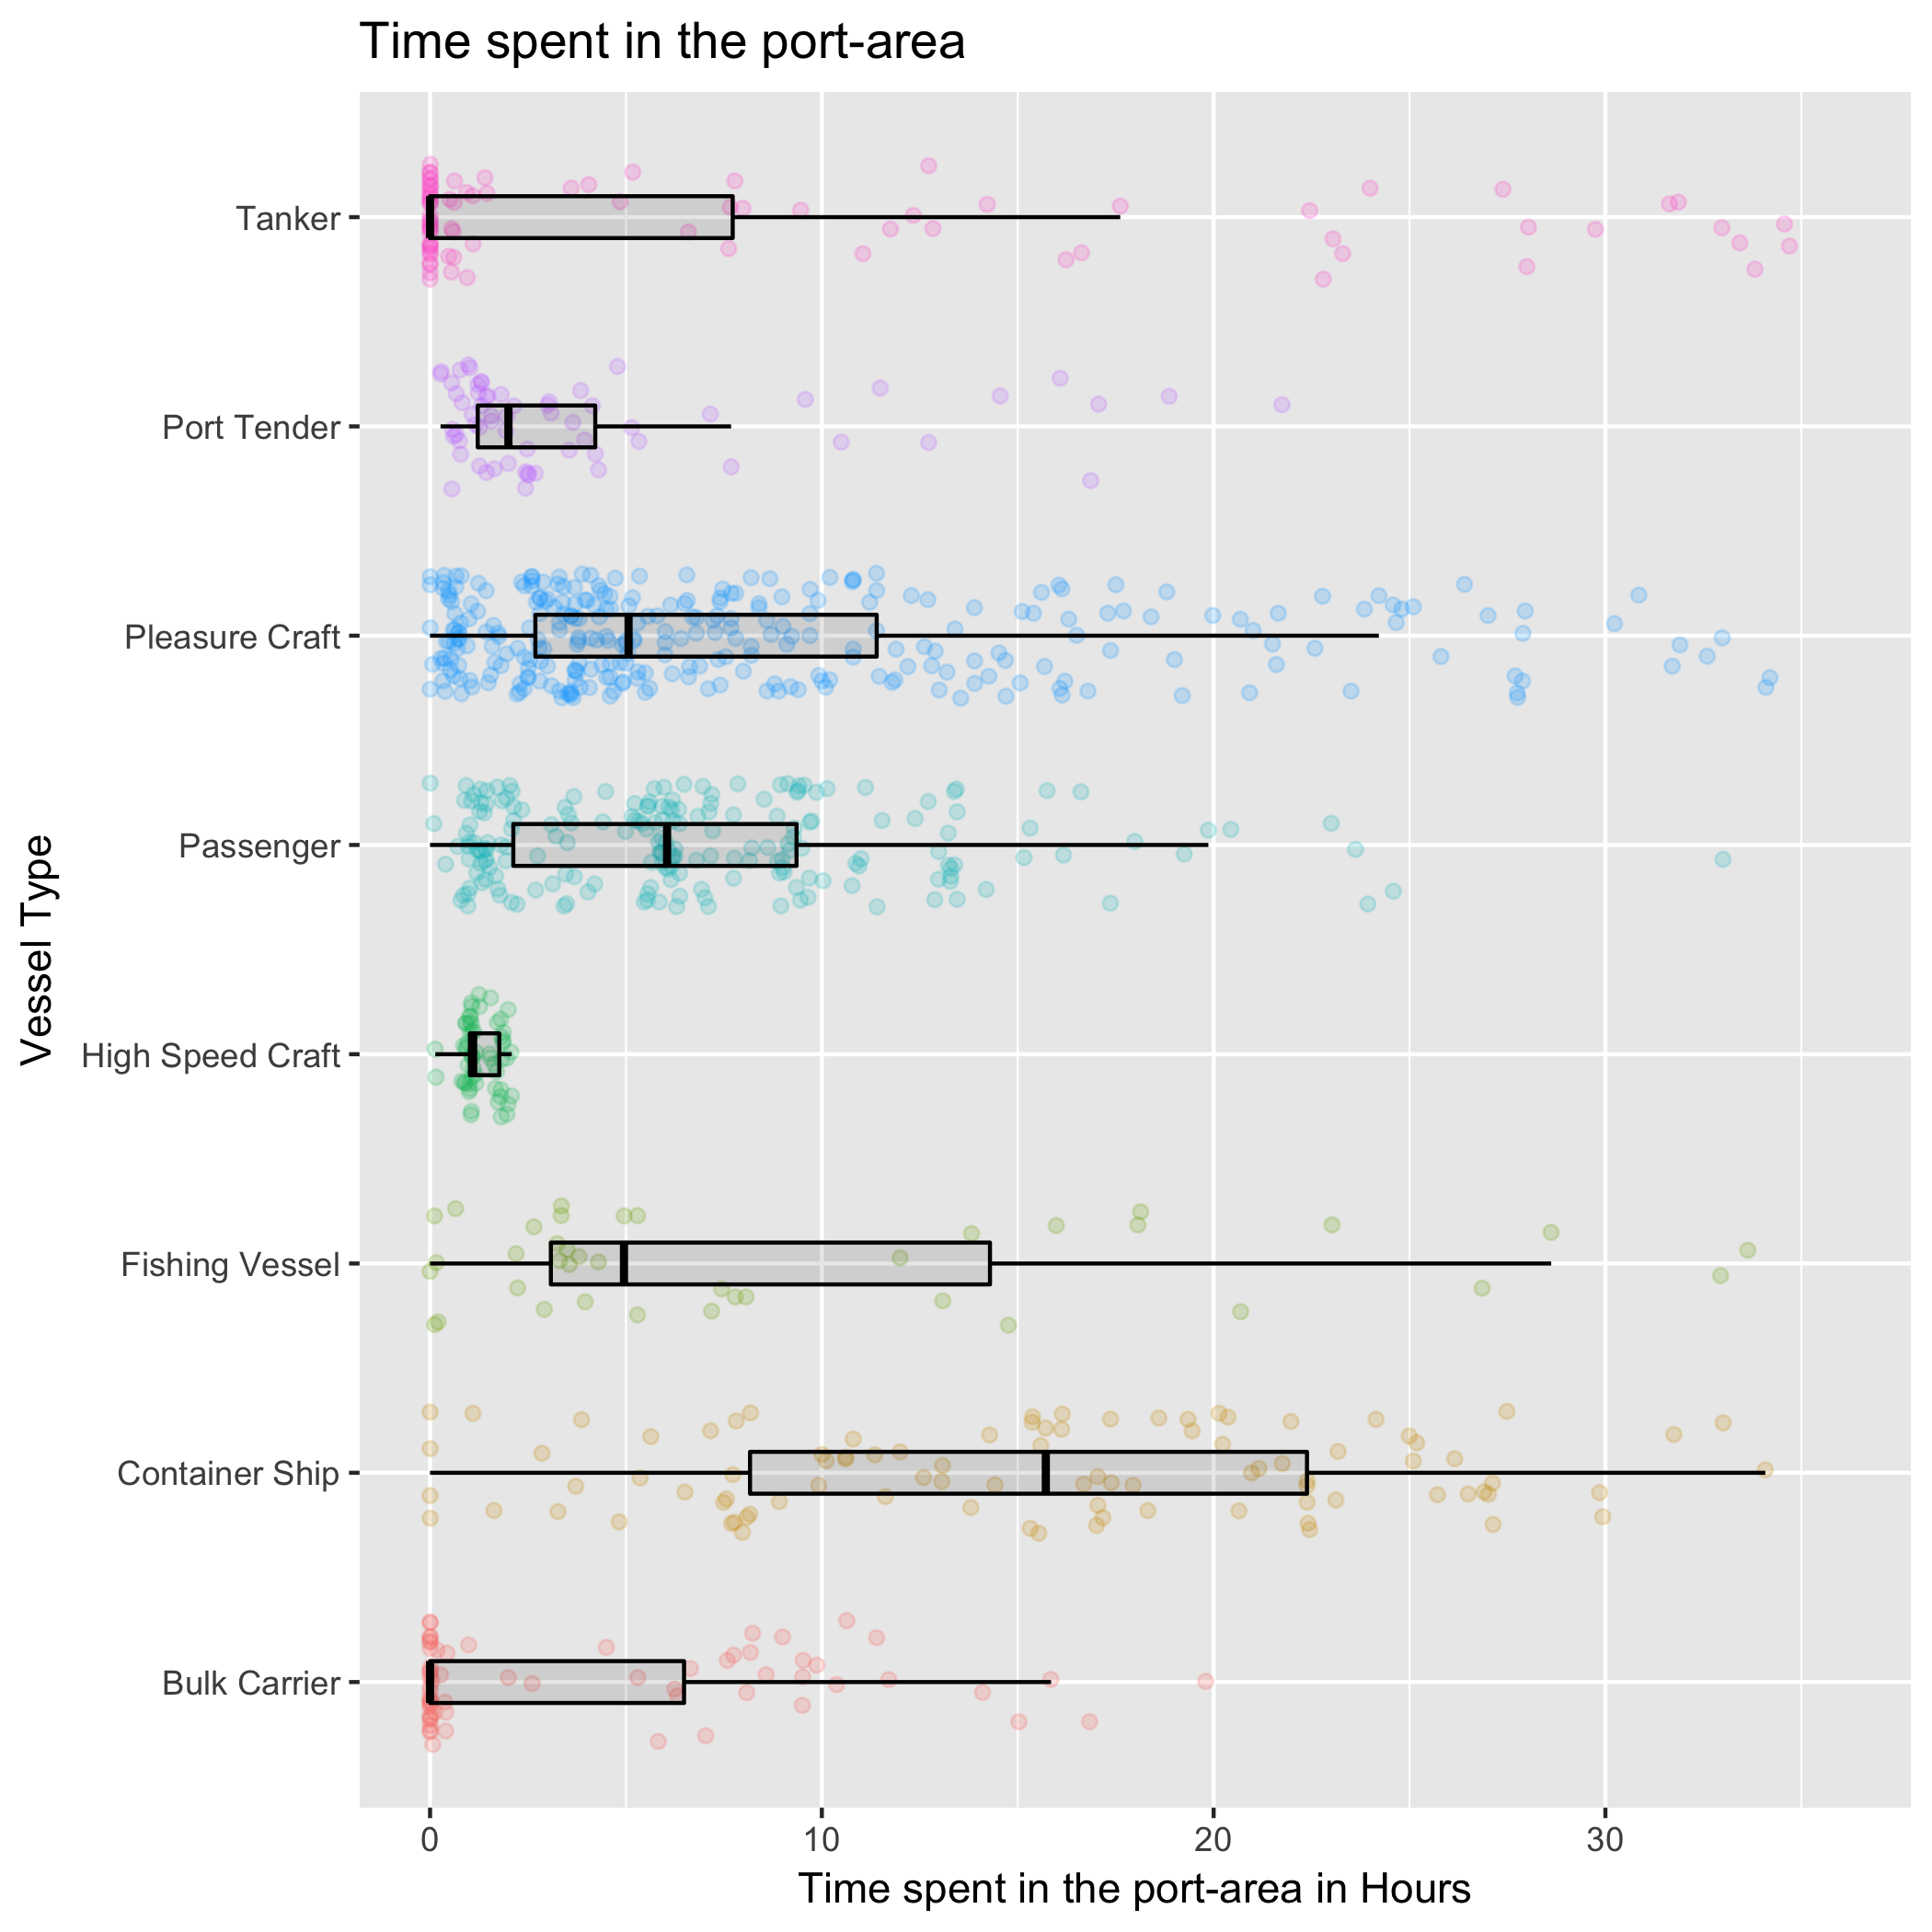 Time spent in the port-area
Vessel Type
Tanker
Port Tender
Pleasure Craft
Passenger
High Speed Craft
Fishing Vessel
Container Ship
Bulk Carrier
0 10 20 30
Time spent in the port-area in Hours